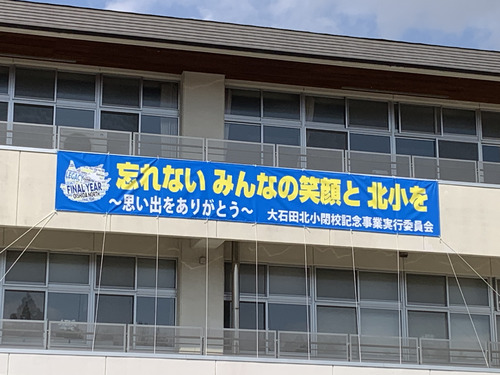 FINAL YEAR
OISHIDA NORTH
忘れない みんなの笑顔と 北小を
～思い出をありがとう～
大石田北小閉校記念事業実行委員会